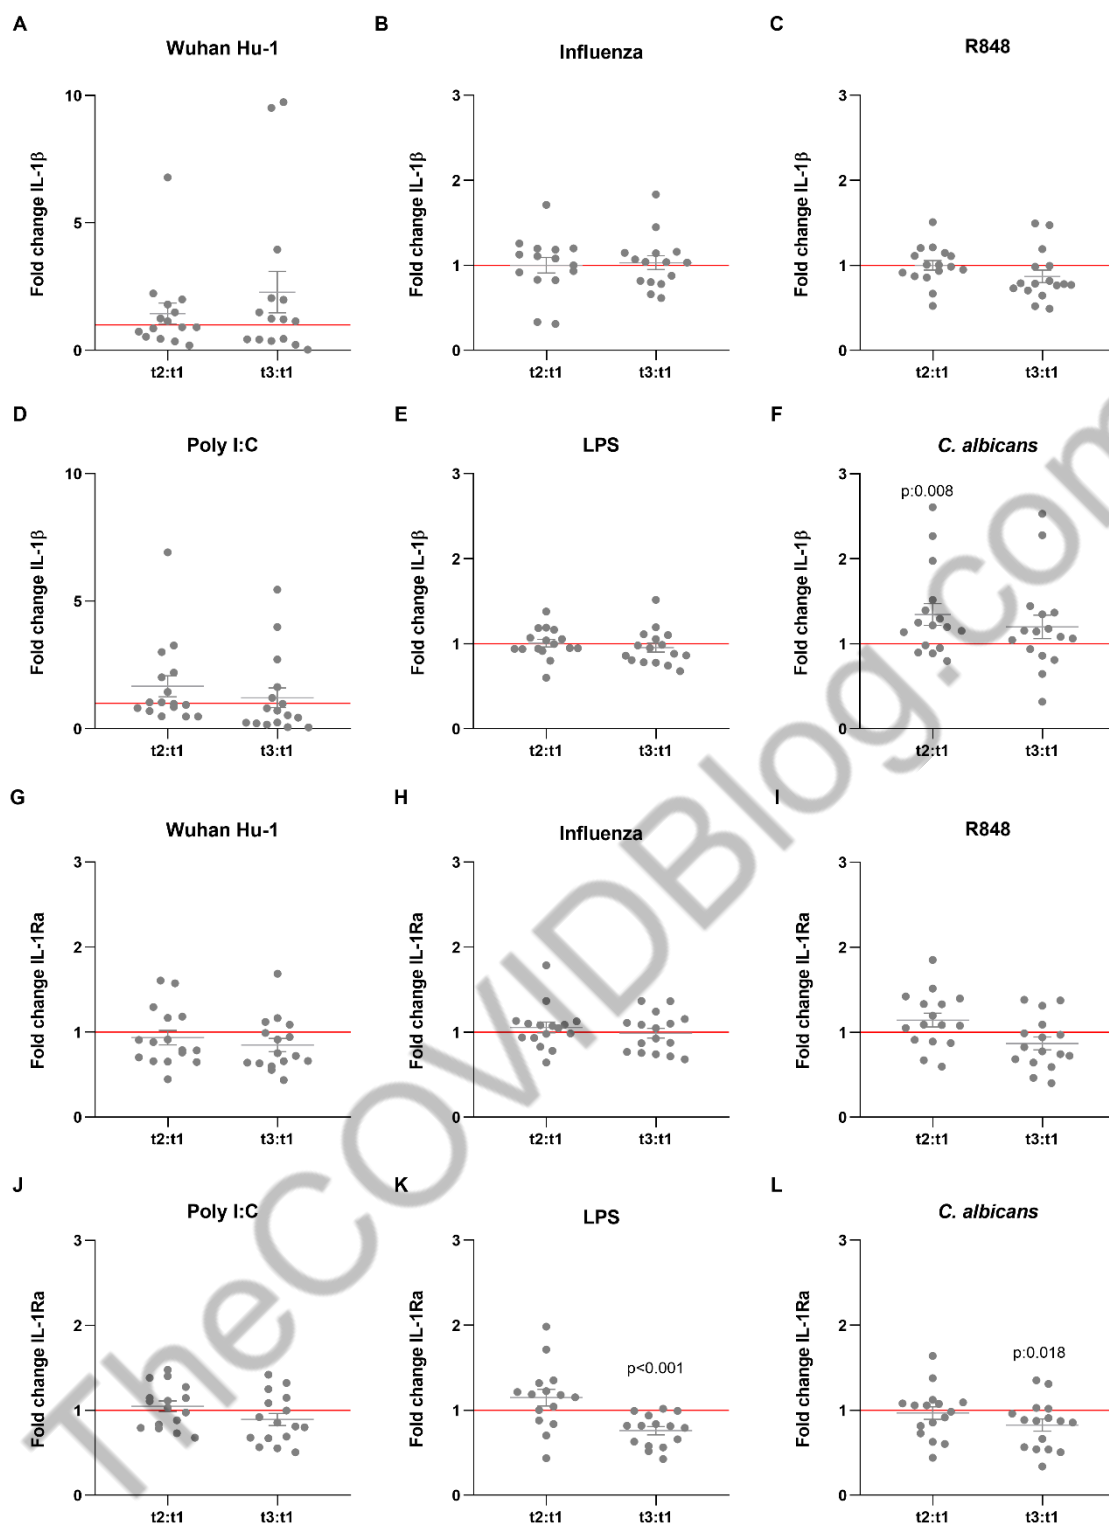 A
B
C
Wuhan Hu-1
Influenza
R848
Fold change IL-1β
10
5
0
t2:t1
t3:t1
Fold change IL-1β
3
2
1
0
t2:t1
t3:t1
Fold change IL-1β
3
2
1
0
t2:t1
t3:t1
D
E
F
Poly I:C
LPS
C. albicans
Fold change IL-1β
10
5
0
t2:t1
t3:t1
Fold change IL-1β
3
2
1
0
t2:t1
t3:t1
Fold change IL-1β
3
2
1
0
p:0.008
t2:t1
t3:t1
G
H
I
Wuhan Hu-1
Influenza
R848
Fold change IL-1Ra
3
2
1
0
t2:t1
t3:t1
Fold change IL-1Ra
3
2
1
0
t2:t1
t3:t1
Fold change IL-1Ra
3
2
1
0
t2:t1
t3:t1
J
K
L
Poly I:C
LPS
C. albicans
Fold change IL-1Ra
3
2
1
0
t2:t1
t3:t1
Fold change IL-1Ra
3
2
1
0
p<0.001
t2:t1
t3:t1
Fold change IL-1Ra
3
2
1
0
p:0.018
t2:t1
t3:t1
TheCOVIDBlog.com